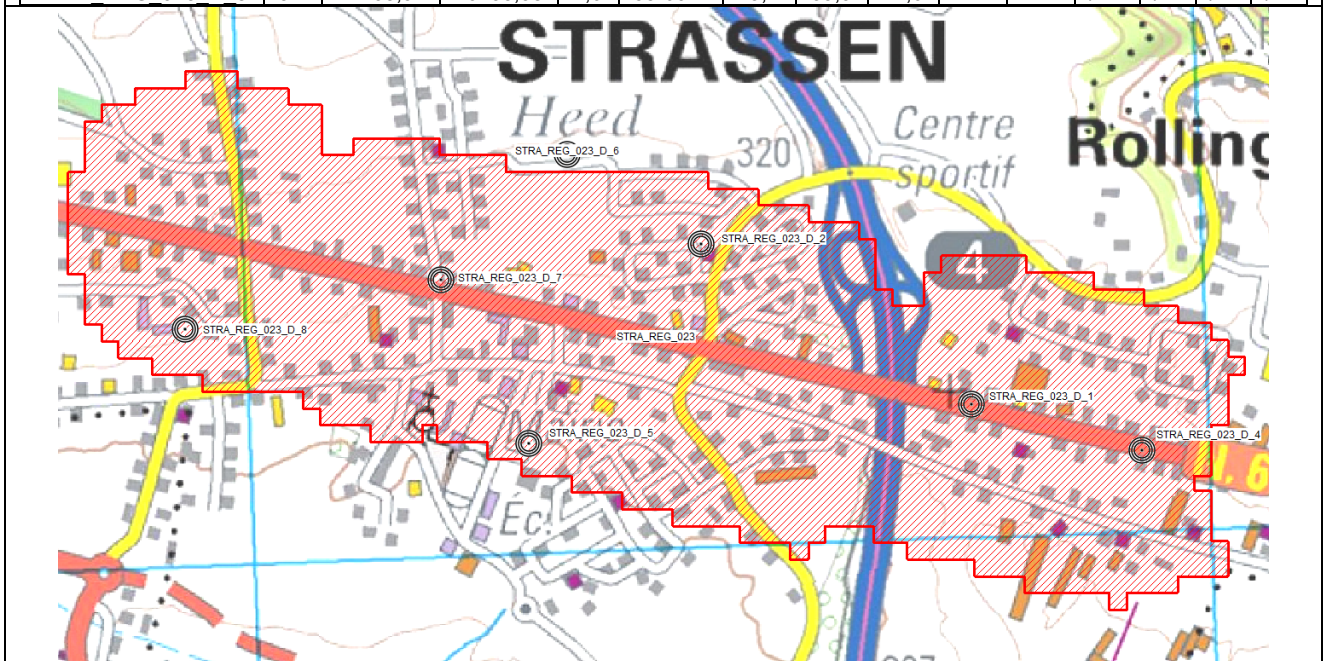 STRASSEN
Heed
Centre
sportif
320
Rolling
STRA_REG_023_D_6
STRA_REG_023_D_2
4
STRA_REG_023_D_7
STRA_REG_023_D_8
STRA_REG_023
STRA_REG_023_D_1
STRA_REG_023_D_5
STRA_REG_023_D_4
Éc.